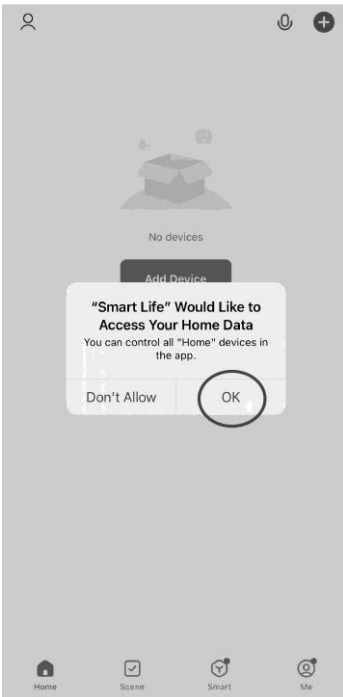 No devices
Add Device
“Smart Life” Would Like to
Access Your Home Data
You can control all "Home" devices in
the app.
Don't Allow
OK
Home
Scene
Smart
Me